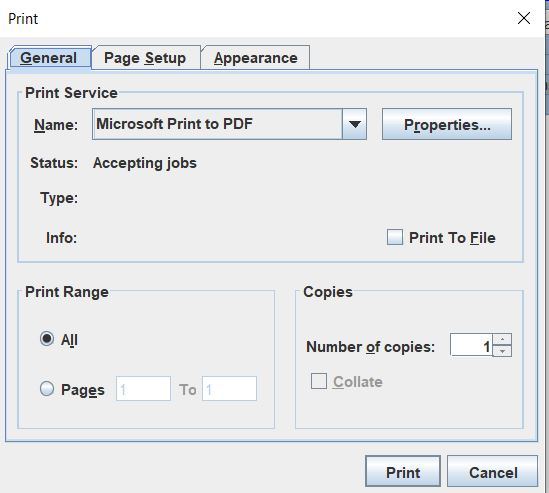 Print
General Page Setup Appearance
Print Service
Name: Microsoft Print to PDF Properties...
Status: Accepting jobs
Type:
Info: Print To File
Print Range
All
Pages 1 To 1
Copies
Number of copies: 1
Collate
Print Cancel